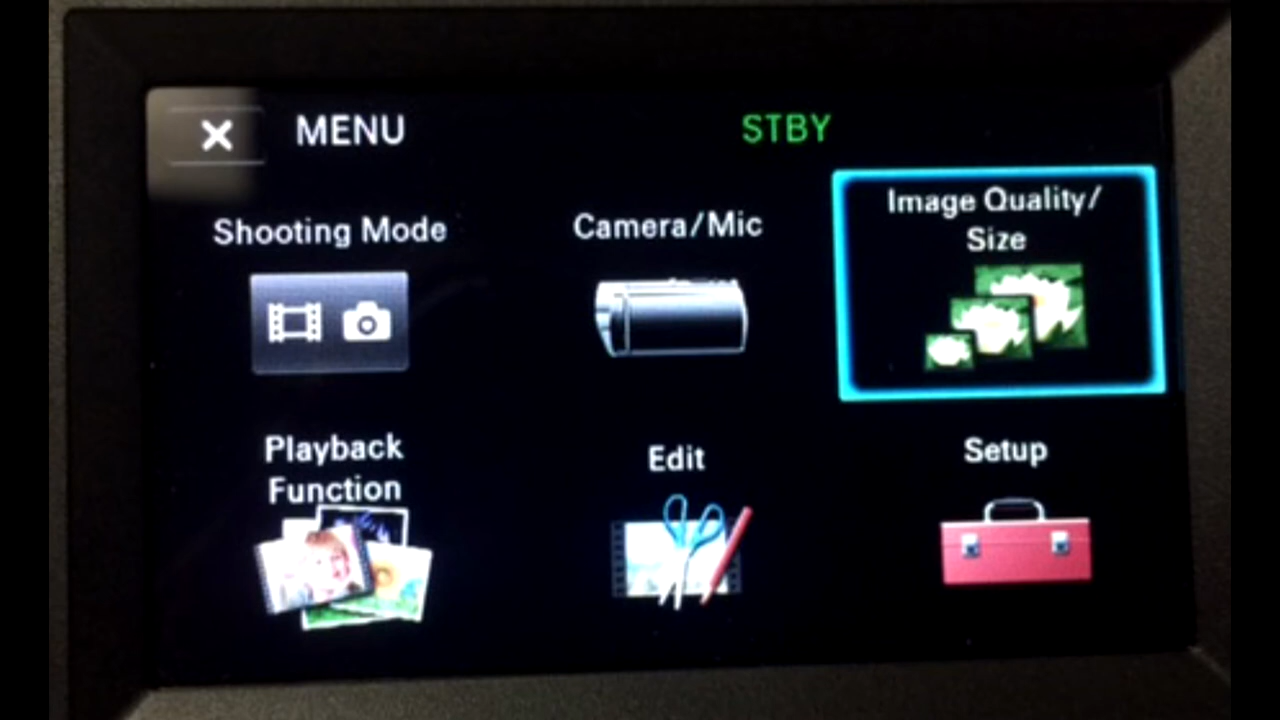 MENU
STBY
Shooting Mode
Camera/Mic
Image Quality/
Size
Playback
Function
Edit
Setup